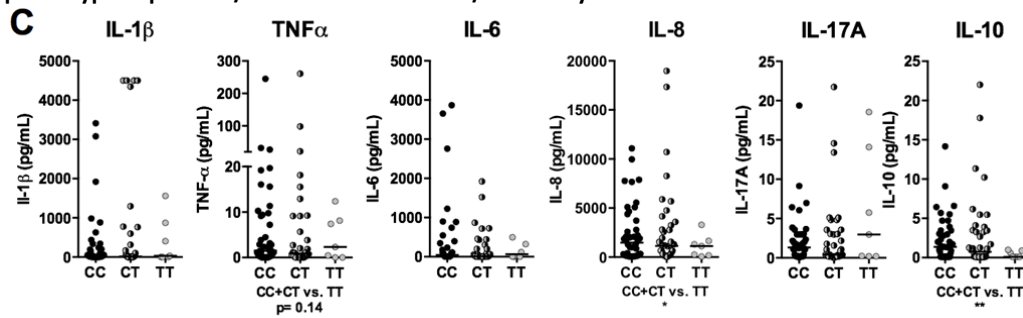 C
IL-1β TNFα IL-6 IL-8 IL-17A IL-10
Il-1β (pg/mL)
5000
4000
3000
2000
1000
0
CC CT TT
TNF-α (pg/mL)
300
200
100
20
10
0
CC CT TT
CC+CT vs. TT
p= 0.14
IL-6 (pg/mL)
5000
4000
3000
2000
1000
0
CC CT TT
IL-8 (pg/mL)
20000
15000
10000
5000
0
CC CT TT
CC+CT vs. TT
*
IL-17A (pg/mL)
25
20
15
10
5
0
CC CT TT
IL-10 (pg/mL)
25
20
15
10
5
0
CC CT TT
CC+CT vs. TT
**